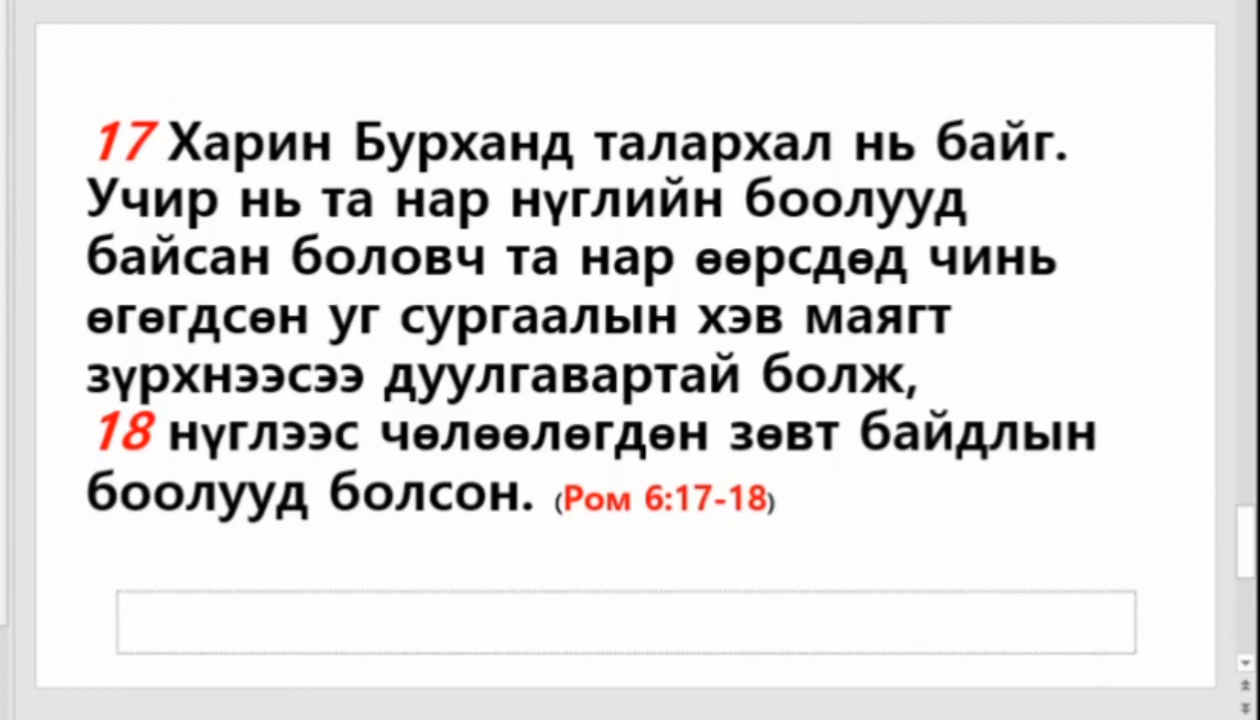 17 Харин Бурханд талархал нь байг.
Учир нь та нар нүглийн боолууд
байсан боловч та нар өөрсдөд чинь
өгөгдсөн уг сургаалын хэв маягт
зүрхнээсээ дуулгавартай болж,
18 нүглээс чөлөөлөгдөн зөвт байдлын
боолууд болсон. (Ром 6:17-18)